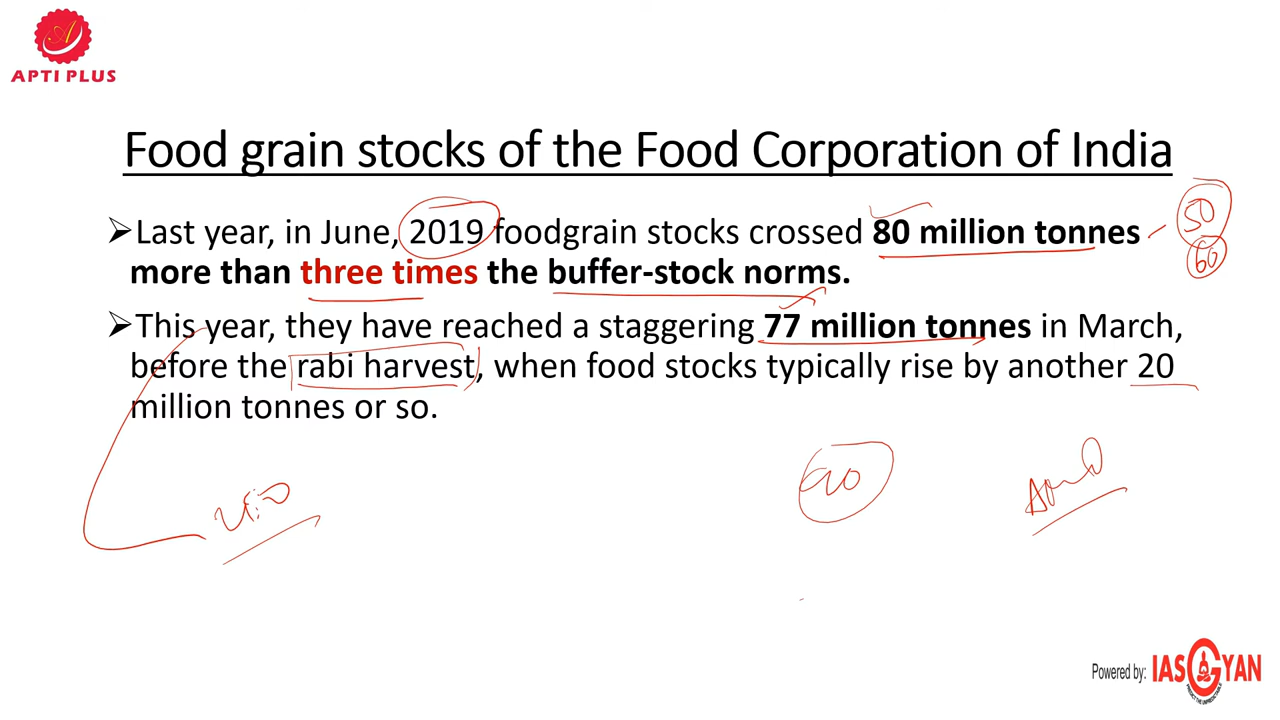 APTI PLUS
Food grain stocks of the Food Corporation of India
➢Last year, in June, 2019 foodgrain stocks crossed 80 million tonnes
more than three times the buffer-stock norms.
50
60
➢This year, they have reached a staggering 77 million tonnes in March,
before the rabi harvest, when food stocks typically rise by another 20
million tonnes or so.
Powered by: IAS GYAN